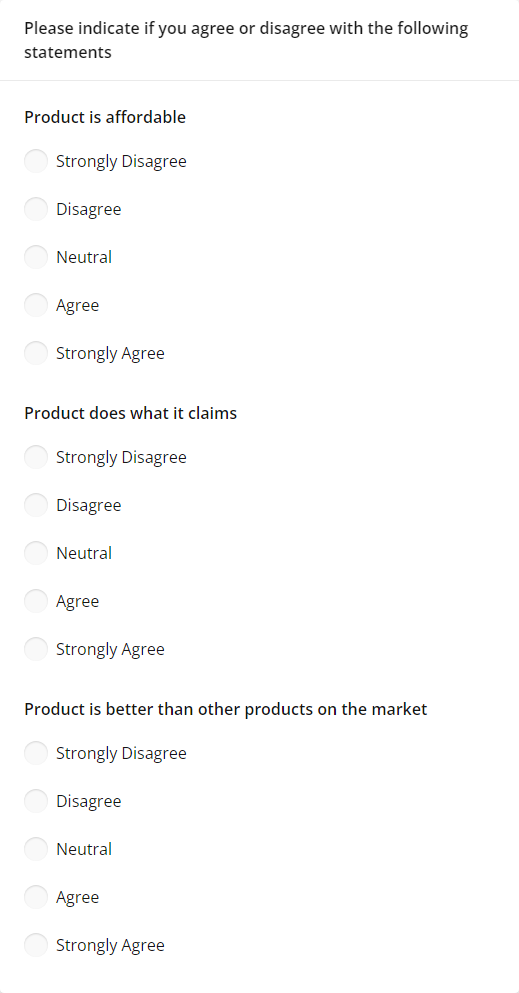 Please indicate if you agree or disagree with the following
statements
Product is affordable
Strongly Disagree
Disagree
Neutral
Agree
Strongly Agree
Product does what it claims
Strongly Disagree
Disagree
Neutral
Agree
Strongly Agree
Product is better than other products on the market
Strongly Disagree
Disagree
Neutral
Agree
Strongly Agree